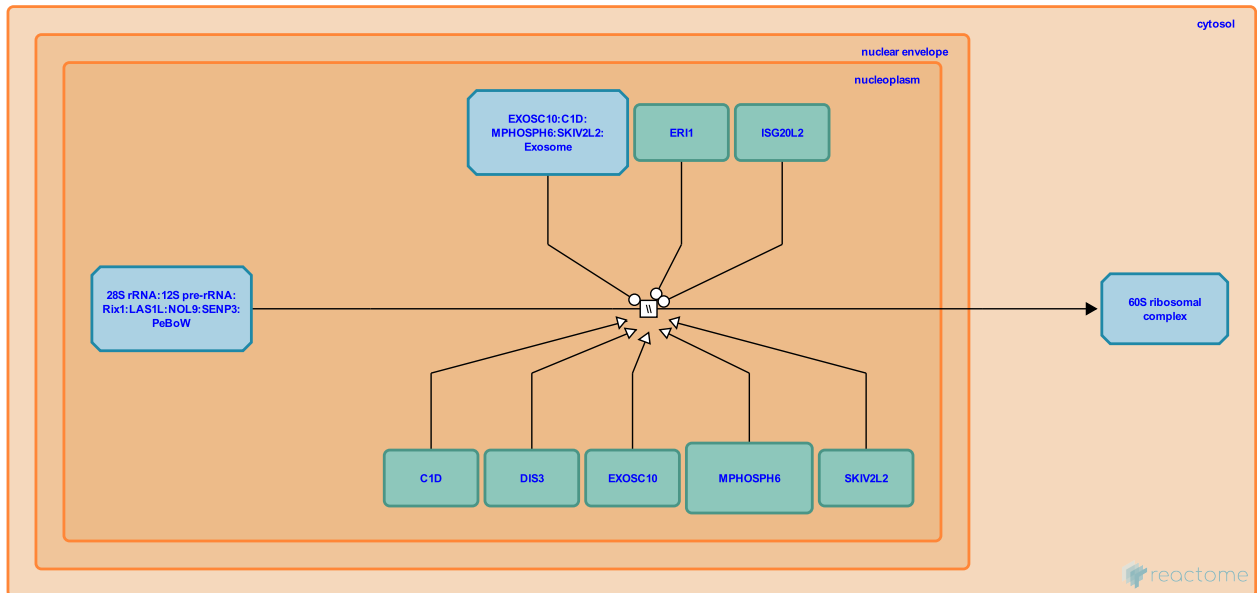 cytosol
nuclear envelope
nucleoplasm
EXOSC10:C1D:
MPHOSPH6:SKIV2L2:
Exosome
ERI1
ISG20L2
28S rRNA:12S pre-rRNA:
Rix1:LAS1L:NOL9:SENP3:
PeBoW
\\
60S ribosomal
complex
C1D
DIS3
EXOSC10
MPHOSPH6
SKIV2L2
reactome